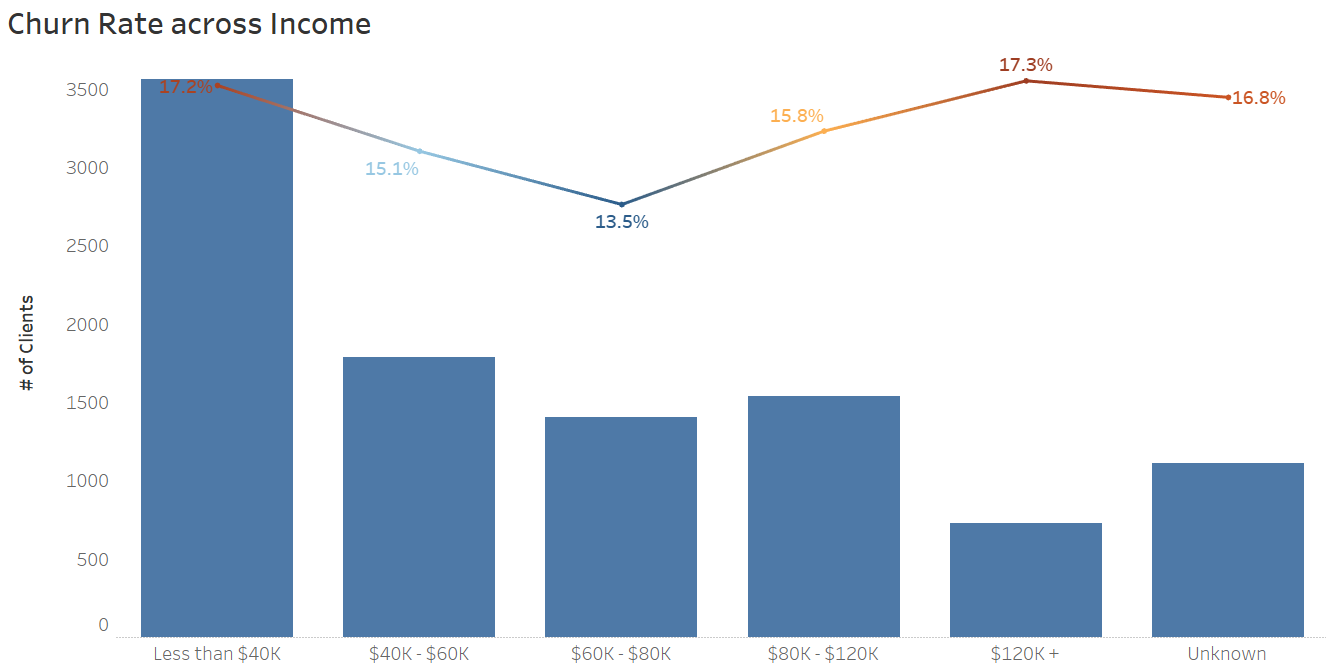 Churn Rate across Income
17.3%
3500
17.2%
16.8%
15.8%
3000
15.1%
13.5%
2500
# of Clients
2000
1500
1000
500
0
Less than $40K
$40K - $60K
$60K - $80K
$80K - $120K
$120K +
Unknown